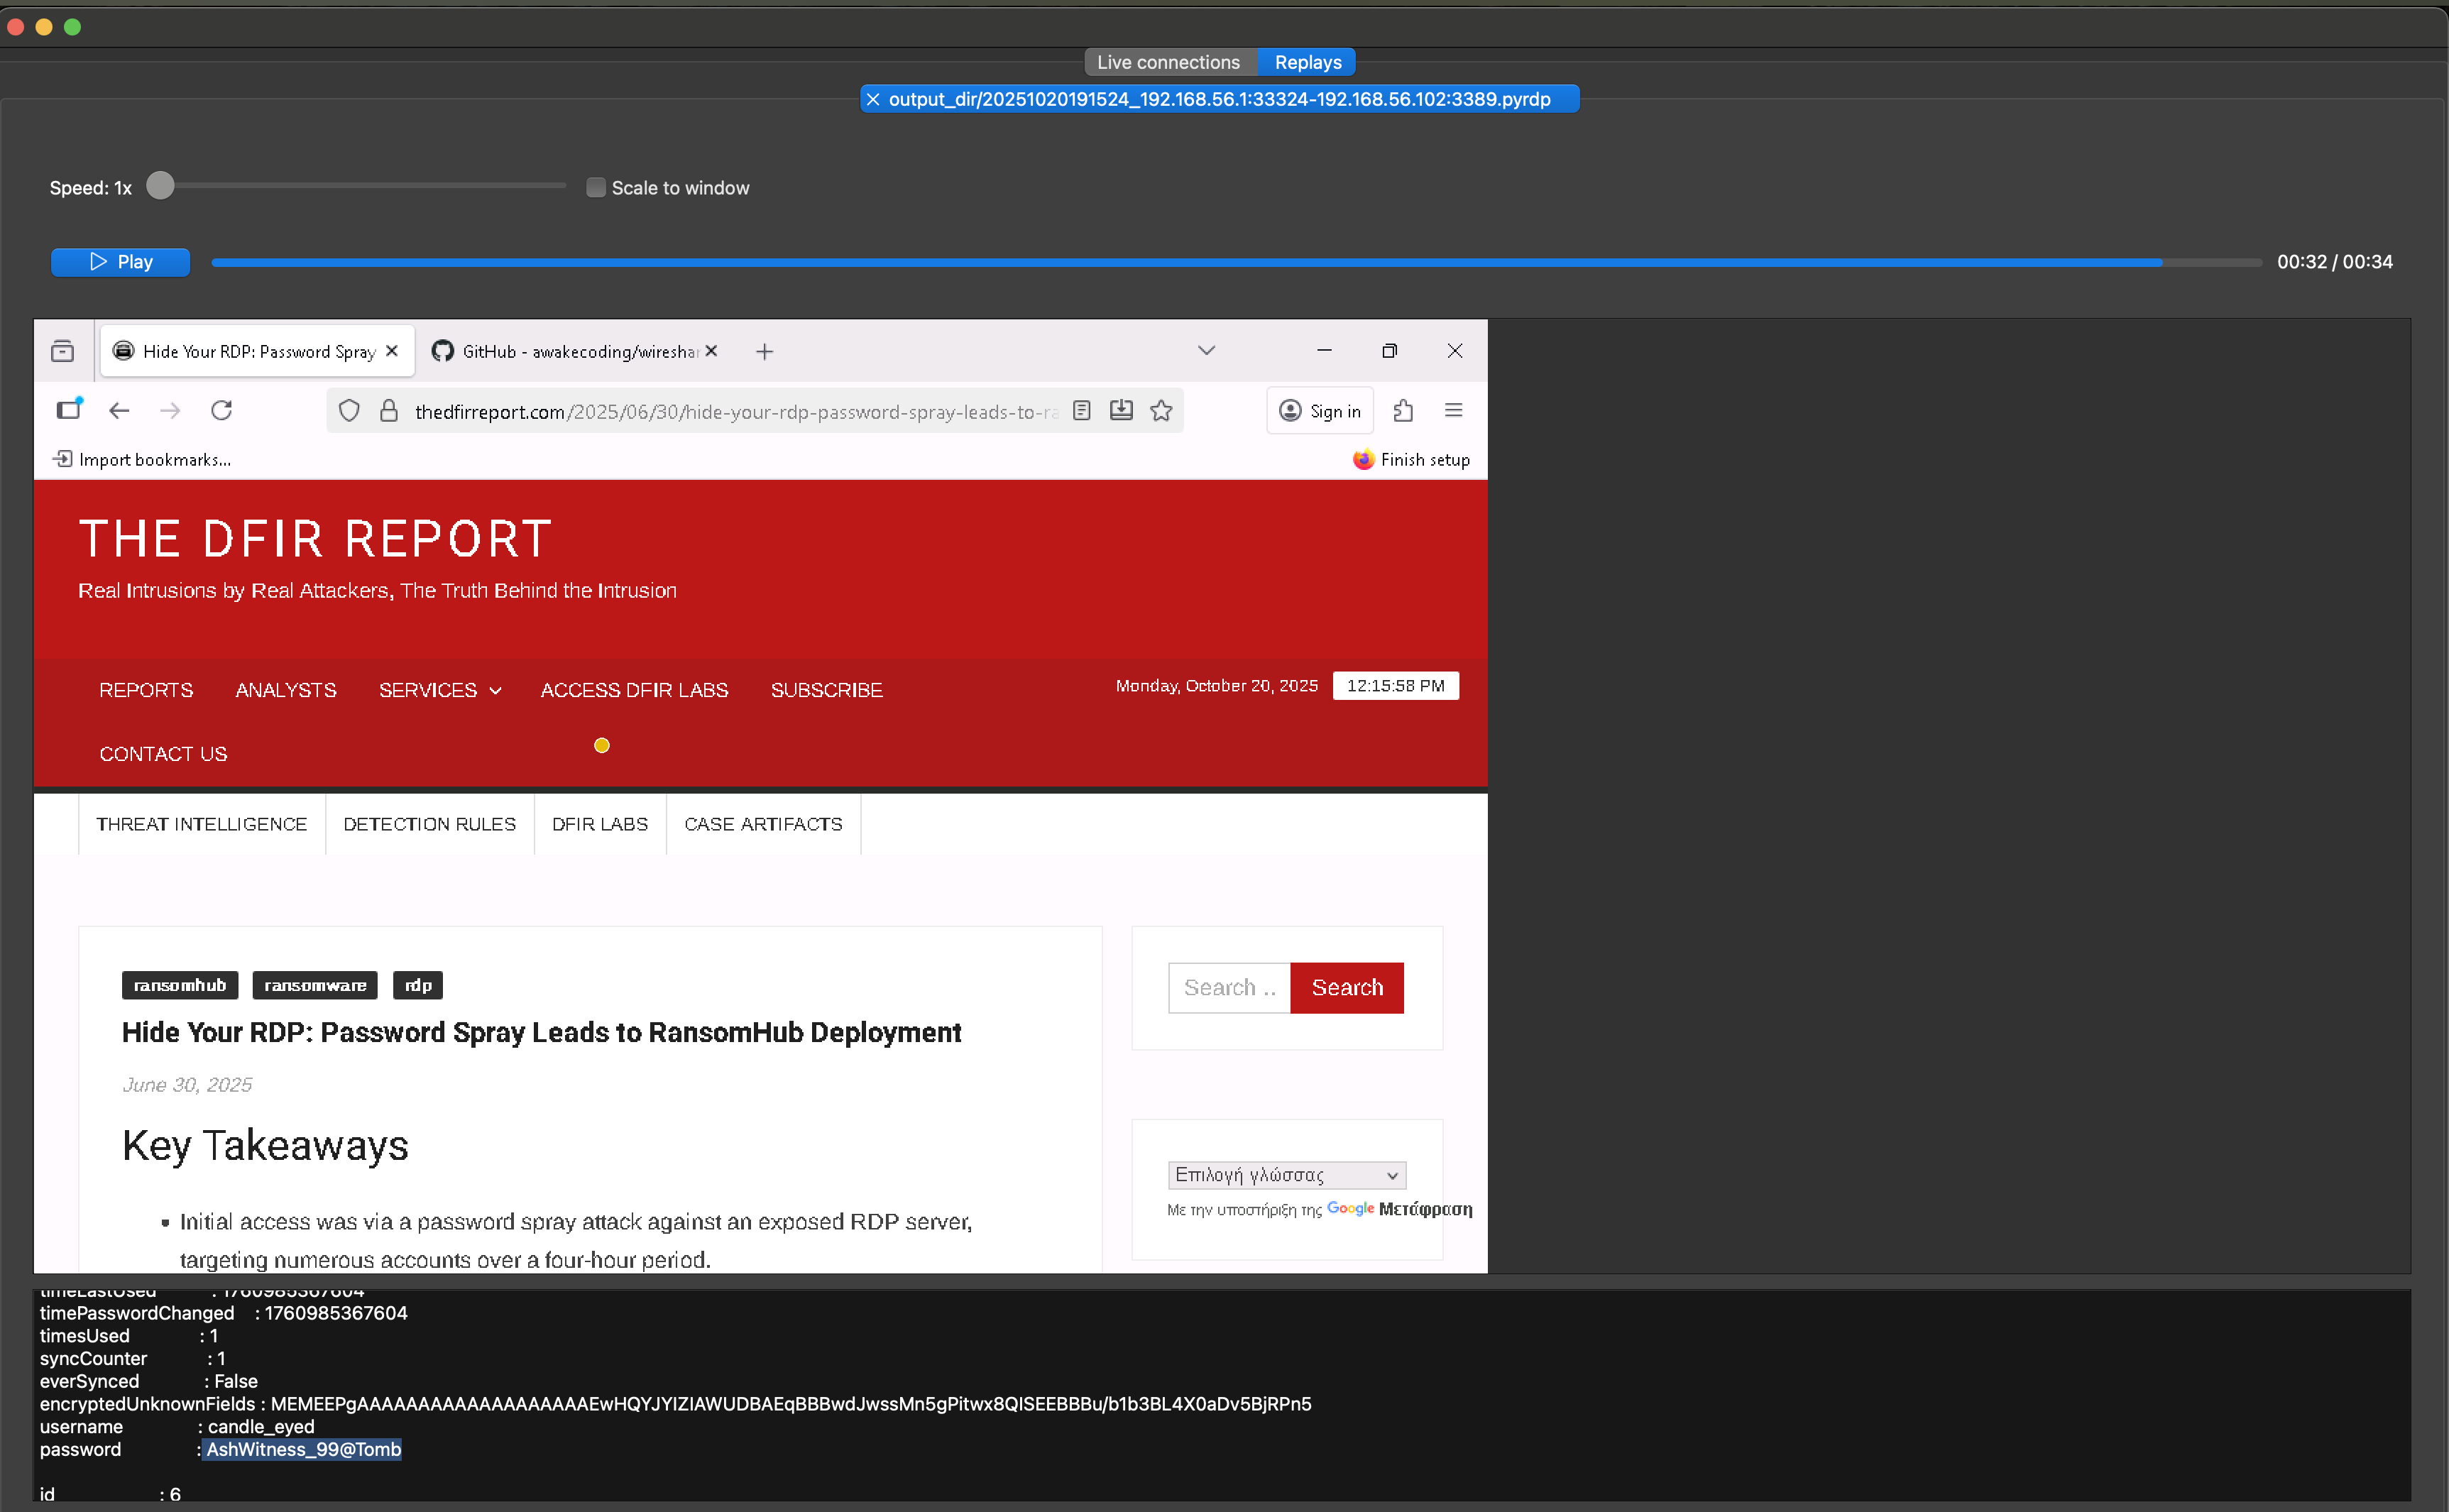 Live connections Replays
output_dir/20251020191524_192.168.56.1:33324-192.168.56.102:3389.pyrdp
Speed: 1x Scale to window
Play 00:32 / 00:34
Hide Your RDP: Password Spray GitHub - awakecoding/wireshar
thedfirreport.com/2025/06/30/hide-your-rdp-password-spray-leads-to-ra Sign in
Import bookmarks... Finish setup
THE DFIR REPORT
Real Intrusions by Real Attackers, The Truth Behind the Intrusion
REPORTS ANALYSTS SERVICES ACCESS DFIR LABS SUBSCRIBE Monday, October 20, 2025 12:15:58 PM
CONTACT US
THREAT INTELLIGENCE DETECTION RULES DFIR LABS CASE ARTIFACTS
ransomhub ransomware rdp
Search .. Search
Hide Your RDP: Password Spray Leads to RansomHub Deployment
June 30, 2025
Key Takeaways
Επιλογή γλώσσας
Με την υποστήριξη της Google Μετάφραση
• Initial access was via a password spray attack against an exposed RDP server,
targeting numerous accounts over a four-hour period.
timeLastUsed : 1760985367604
timePasswordChanged : 1760985367604
timesUsed : 1
syncCounter : 1
everSynced : False
encryptedUnknownFields : MEMEEPgAAAAAAAAAAAAAAAAAAAEwHQYJYIZIAWUDBAEqBBBwdJwssMn5gPitwx8QISEEBBBu/b1b3BL4X0aDv5BjRPn5
username : candle_eyed
password : AshWitness_99@Tomb
id : 6